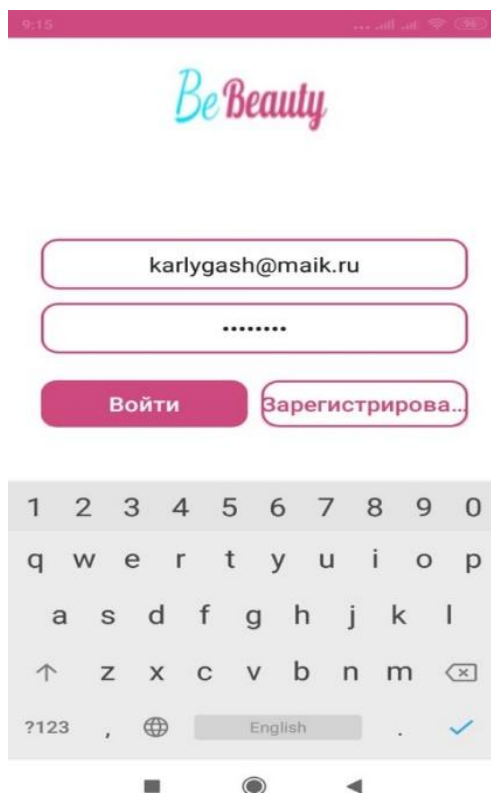 9:15
Be Beauty
karlygash@maik.ru
••••••••
Войти
Зарегистрирова...
1 2 3 4 5 6 7 8 9 0
q w e r t y u i o p
a s d f g h j k l
z x c v b n m
?123 , English .